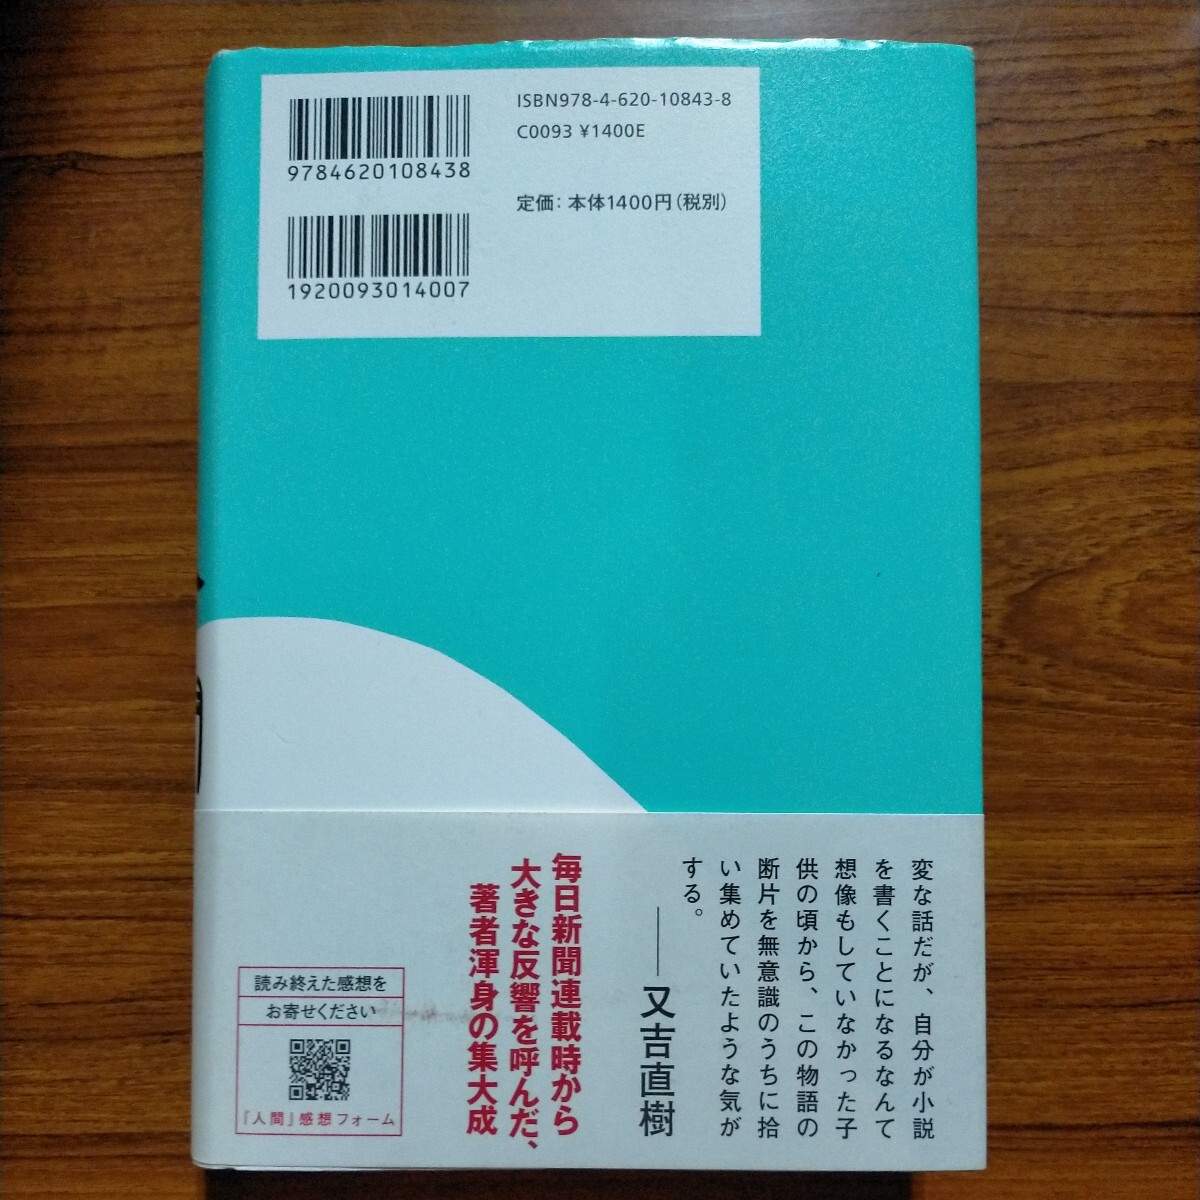 ISBN978-4-620-10843-8
C0093 ¥1400E
9784620108438
定価：本体1400円（税別）
1920093014007
変な話だが、自分が小説
を書くことになるなんて
想像もしていなかった子
供の頃から、この物語の
断片を無意識のうちに拾
い集めていたような気が
する。
――又吉直樹
毎日新聞連載時から
大きな反響を呼んだ、
著者渾身の集大成
読み終えた感想を
お寄せください
『人間』感想フォーム